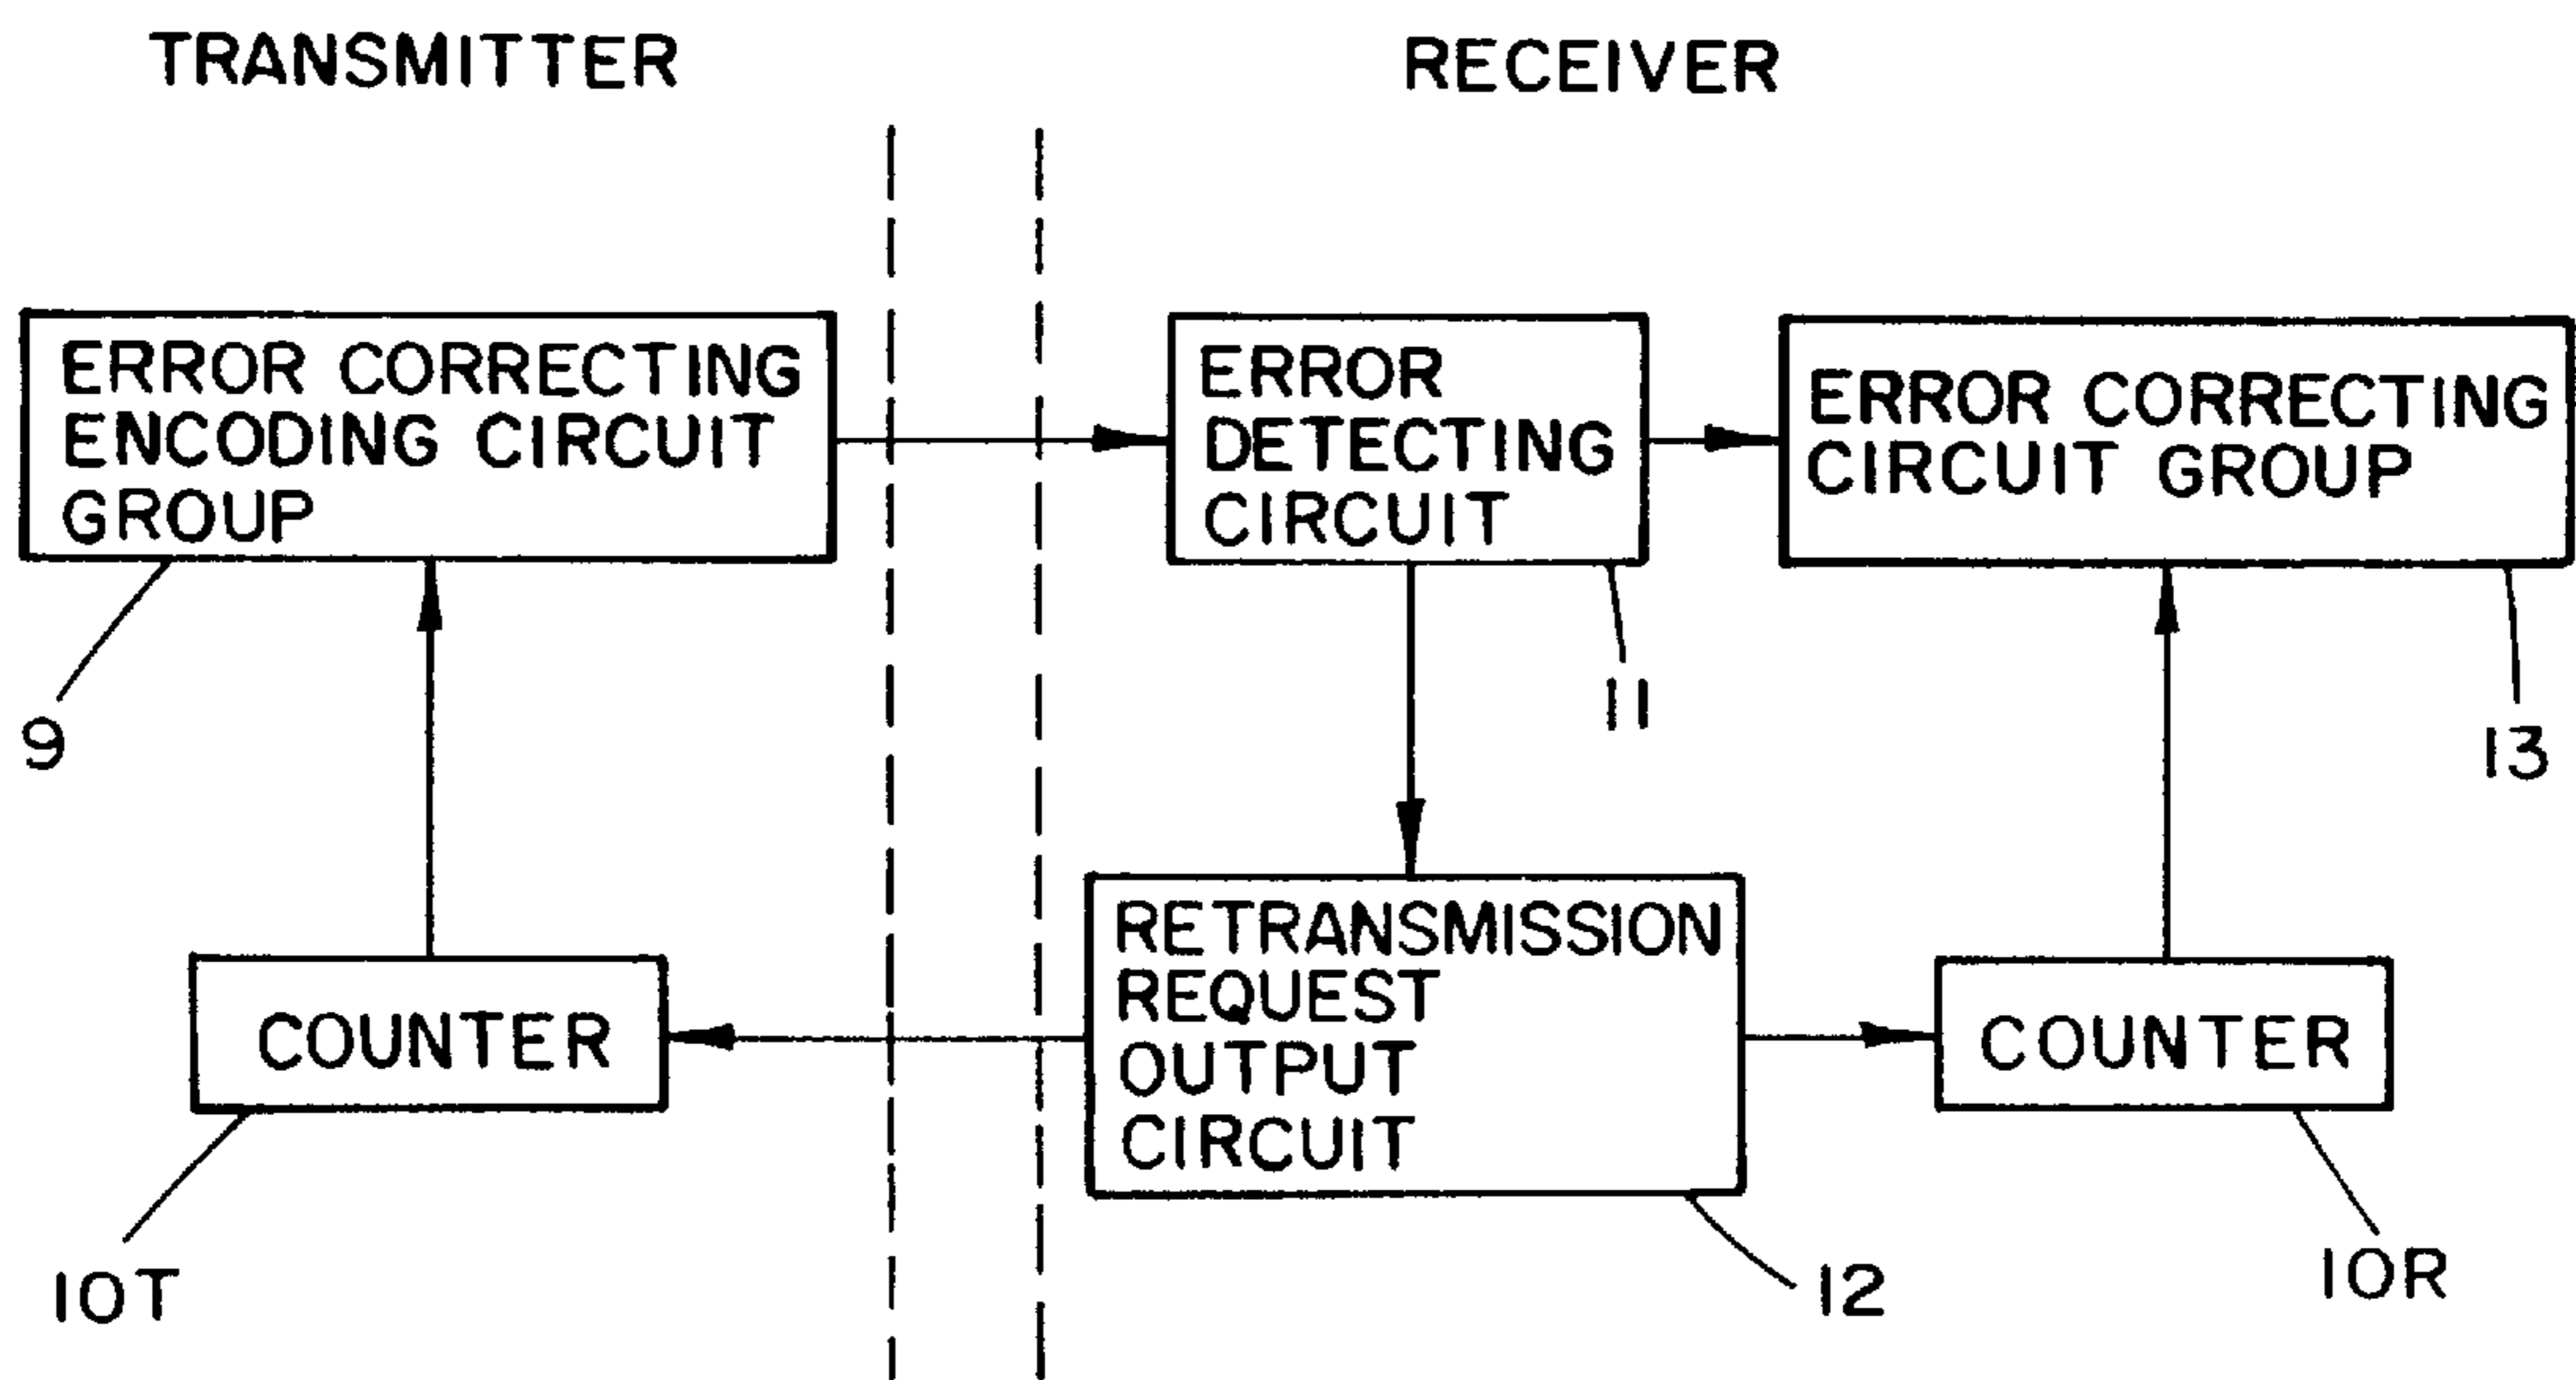 TRANSMITTER
RECEIVER
ERROR CORRECTING
ENCODING CIRCUIT
GROUP
ERROR
DETECTING
CIRCUIT
ERROR CORRECTING
CIRCUIT GROUP
9
11
13
COUNTER
RETRANSMISSION
REQUEST
OUTPUT
CIRCUIT
COUNTER
10T
12
10R